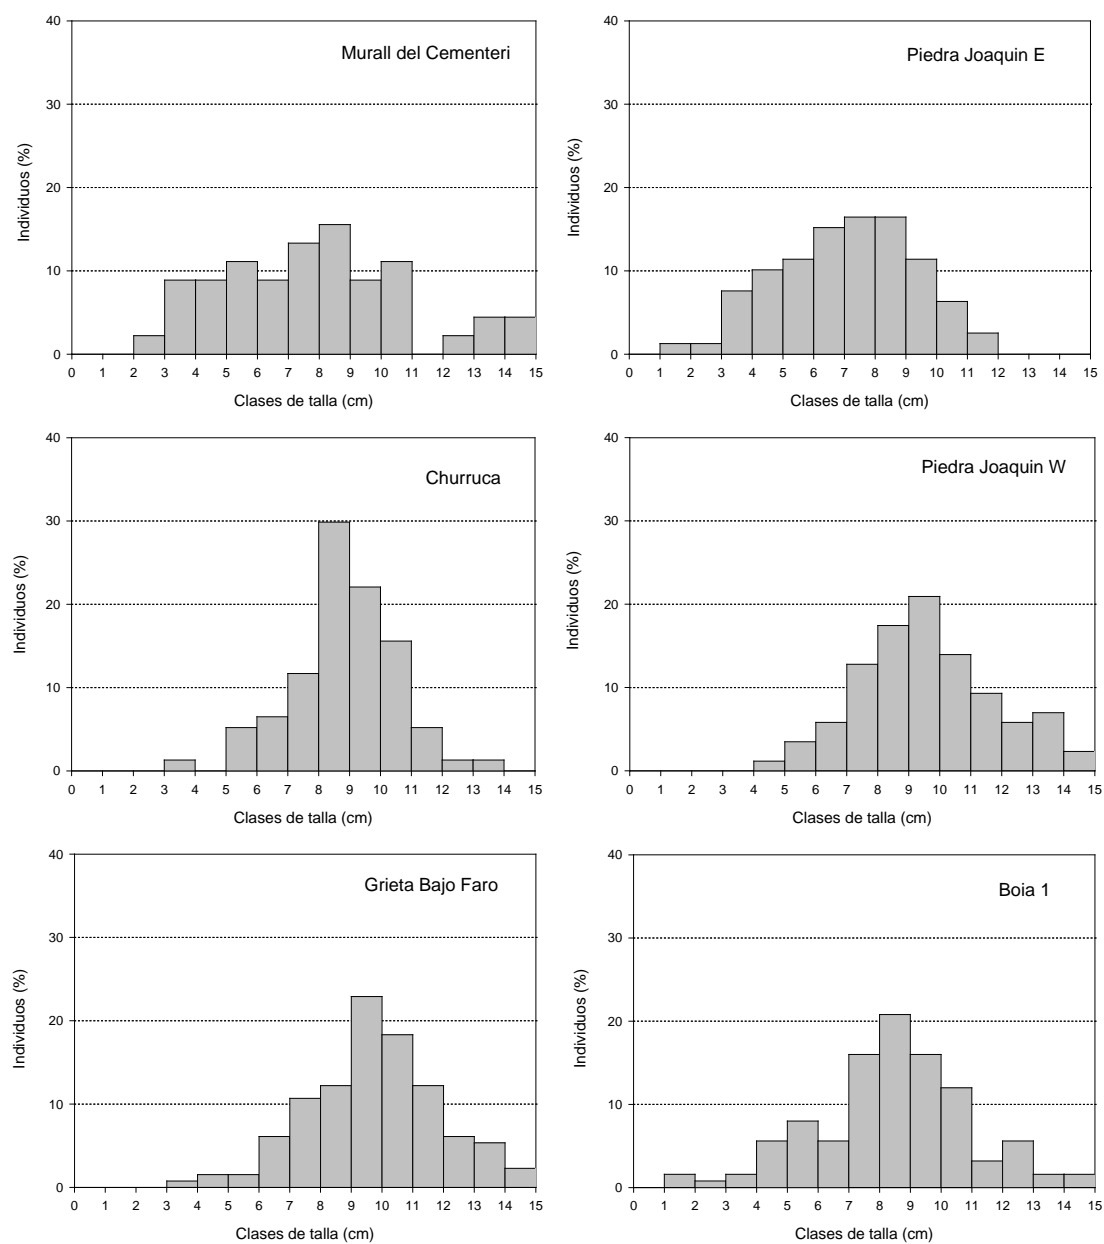 40
30
20
10
0
Individuos (%)
Murall del Cementeri
0 1 2 3 4 5 6 7 8 9 10 11 12 13 14 15
Clases de talla (cm)
40
30
20
10
0
Individuos (%)
Piedra Joaquin E
0 1 2 3 4 5 6 7 8 9 10 11 12 13 14 15
Clases de talla (cm)
40
30
20
10
0
Individuos (%)
Churruca
0 1 2 3 4 5 6 7 8 9 10 11 12 13 14 15
Clases de talla (cm)
40
30
20
10
0
Individuos (%)
Piedra Joaquin W
0 1 2 3 4 5 6 7 8 9 10 11 12 13 14 15
Clases de talla (cm)
40
30
20
10
0
Individuos (%)
Grieta Bajo Faro
0 1 2 3 4 5 6 7 8 9 10 11 12 13 14 15
Clases de talla (cm)
40
30
20
10
0
Individuos (%)
Boia 1
0 1 2 3 4 5 6 7 8 9 10 11 12 13 14 15
Clases de talla (cm)